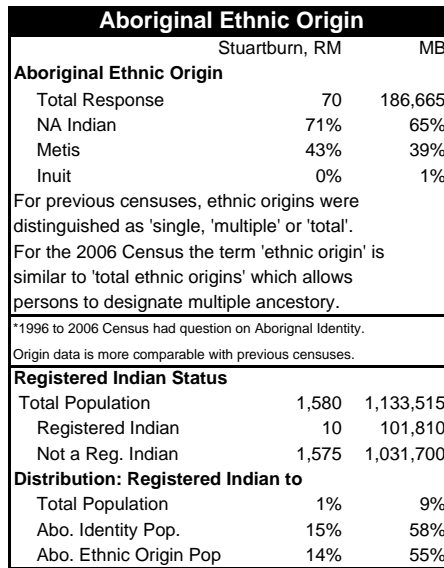 Aboriginal Ethnic Origin
Stuartburn, RM MB
Aboriginal Ethnic Origin
Total Response 70 186,665
NA Indian 71% 65%
Metis 43% 39%
Inuit 0% 1%
For previous censuses, ethnic origins were
distinguished as 'single, 'multiple' or 'total'.
For the 2006 Census the term 'ethnic origin' is
similar to 'total ethnic origins' which allows
persons to designate multiple ancestory.
*1996 to 2006 Census had question on Aborignal Identity.
Origin data is more comparable with previous censuses.
Registered Indian Status
Total Population 1,580 1,133,515
Registered Indian 10 101,810
Not a Reg. Indian 1,575 1,031,700
Distribution: Registered Indian to
Total Population 1% 9%
Abo. Identity Pop. 15% 58%
Abo. Ethnic Origin Pop 14% 55%